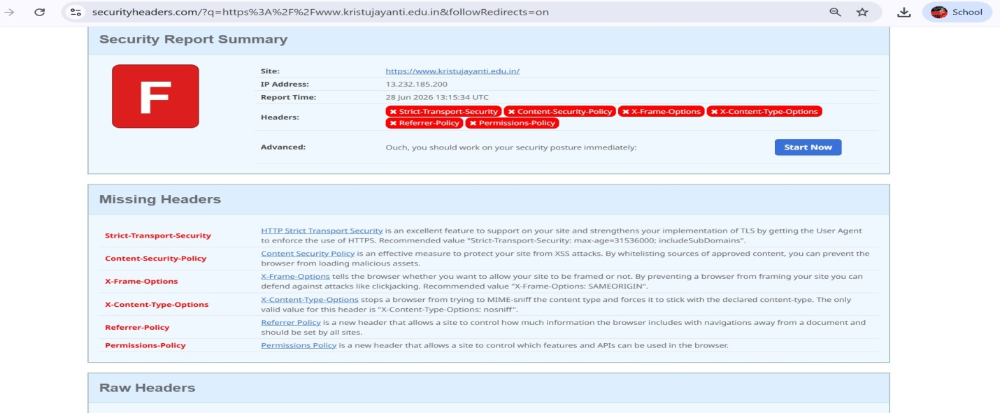 securityheaders.com/?q=https%3A%2F%2Fwww.kristujayanti.edu.in&followRedirects=on
School
Security Report Summary
F
Site: https://www.kristujayanti.edu.in/
IP Address: 13.232.185.200
Report Time: 28 Jun 2026 13:15:34 UTC
Headers: ✖ Strict-Transport-Security ✖ Content-Security-Policy ✖ X-Frame-Options ✖ X-Content-Type-Options
✖ Referrer-Policy ✖ Permissions-Policy
Advanced: Ouch, you should work on your security posture immediately: Start Now
Missing Headers
Strict-Transport-Security
HTTP Strict Transport Security is an excellent feature to support on your site and strengthens your implementation of TLS by getting the User Agent
to enforce the use of HTTPS. Recommended value "Strict-Transport-Security: max-age=31536000; includeSubDomains".
Content-Security-Policy
Content Security Policy is an effective measure to protect your site from XSS attacks. By whitelisting sources of approved content, you can prevent the
browser from loading malicious assets.
X-Frame-Options
X-Frame-Options tells the browser whether you want to allow your site to be framed or not. By preventing a browser from framing your site you can
defend against attacks like clickjacking. Recommended value "X-Frame-Options: SAMEORIGIN".
X-Content-Type-Options
X-Content-Type-Options stops a browser from trying to MIME-sniff the content type and forces it to stick with the declared content-type. The only
valid value for this header is "X-Content-Type-Options: nosniff".
Referrer-Policy
Referrer Policy is a new header that allows a site to control how much information the browser includes with navigations away from a document and
should be set by all sites.
Permissions-Policy
Permissions Policy is a new header that allows a site to control which features and APIs can be used in the browser.
Raw Headers